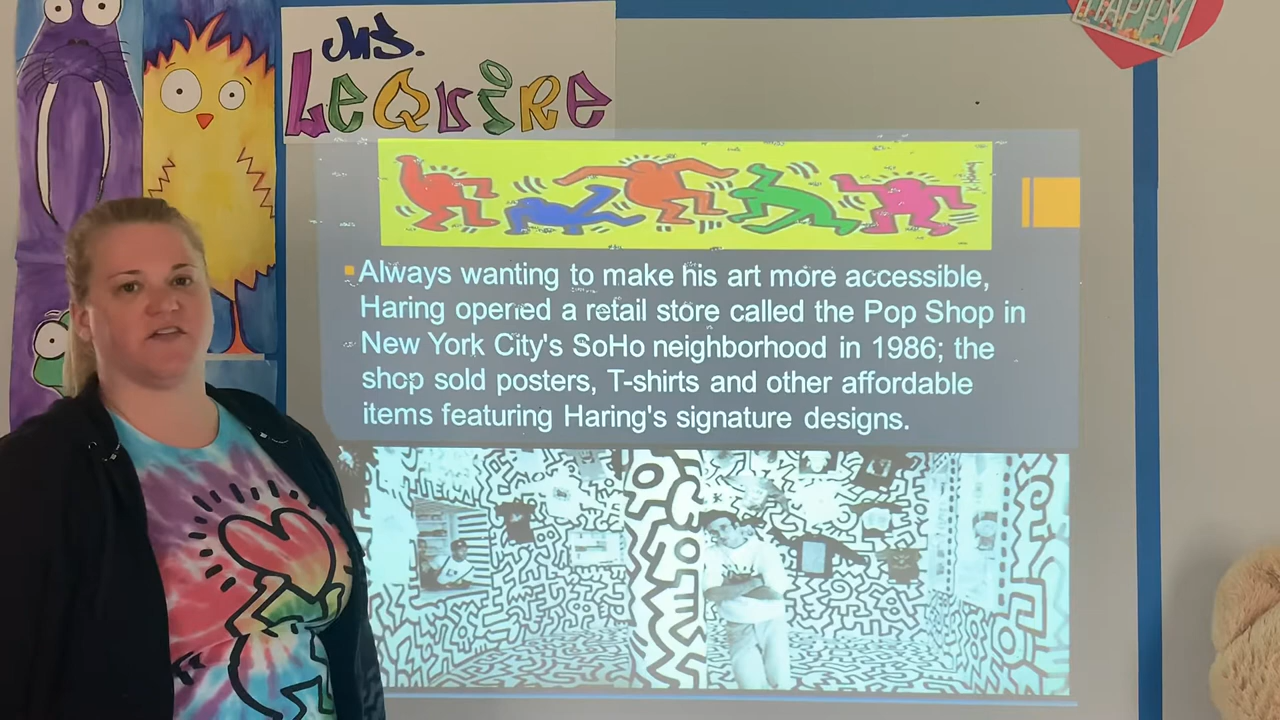 Ms.
LeQuire
HAPPY
Always wanting to make his art more accessible,
Haring opened a retail store called the Pop Shop in
New York City's SoHo neighborhood in 1986; the
shop sold posters, T-shirts and other affordable
items featuring Haring's signature designs.